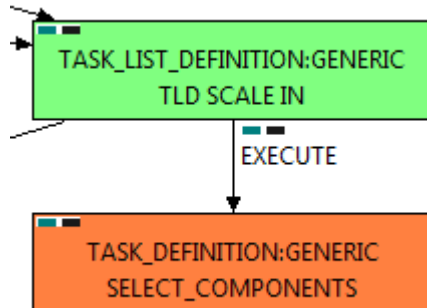 TASK_LIST_DEFINITION:GENERIC
TLD SCALE IN
EXECUTE
TASK_DEFINITION:GENERIC
SELECT_COMPONENTS